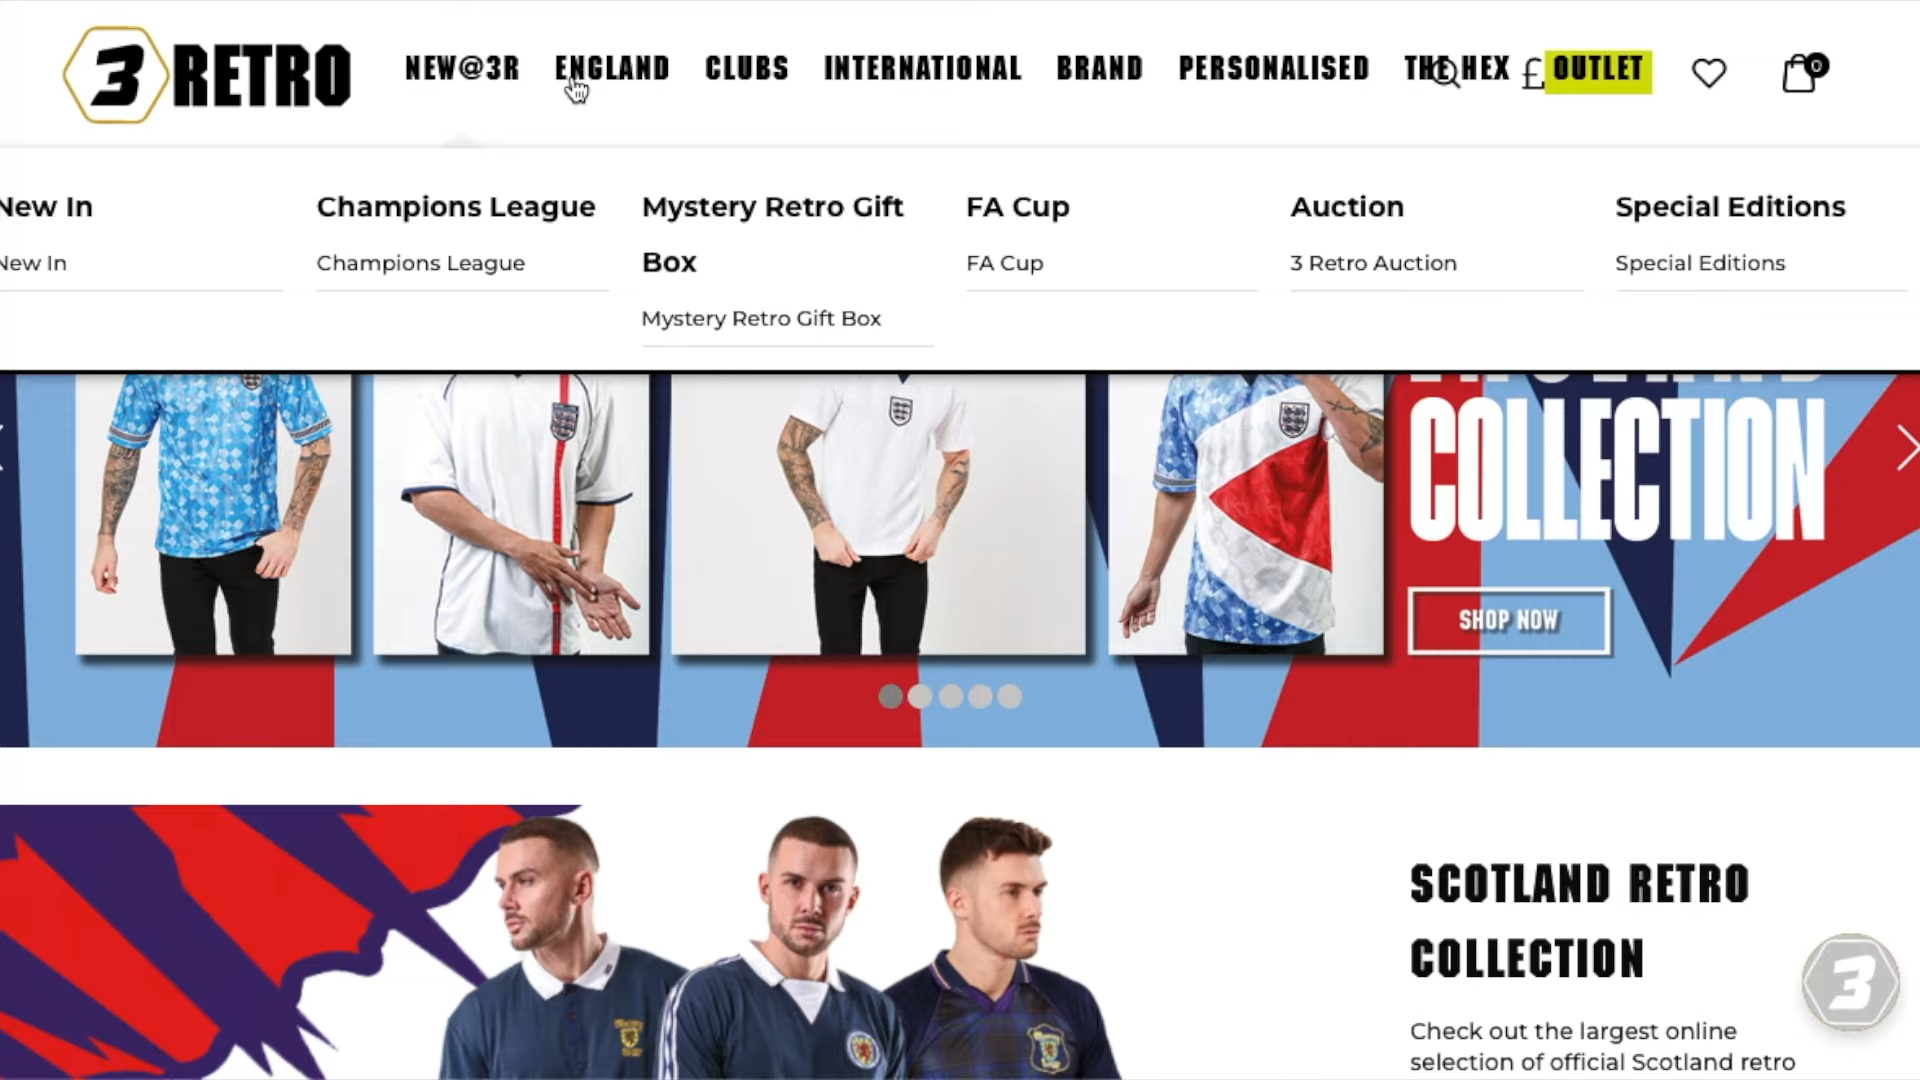 3 RETRO
NEW@3R ENGLAND CLUBS INTERNATIONAL BRAND PERSONALISED THE HEX £ OUTLET 0
New In Champions League Mystery Retro Gift Box FA Cup Auction Special Editions
New In Champions League Mystery Retro Gift Box FA Cup 3 Retro Auction Special Editions
COLLECTION
SHOP NOW
SCOTLAND RETRO
COLLECTION
3
Check out the largest online
selection of official Scotland retro